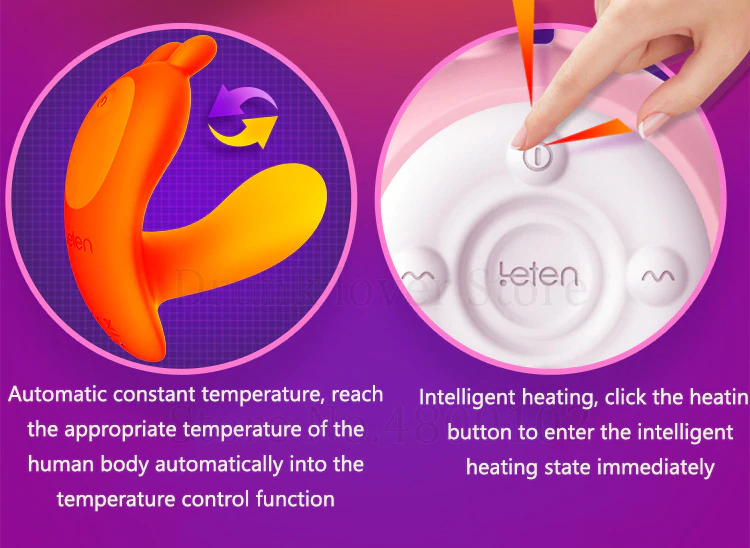 eten
leten
Automatic constant temperature, reach
the appropriate temperature of the
human body automatically into the
temperature control function
Intelligent heating, click the heatin
button to enter the intelligent
heating state immediately